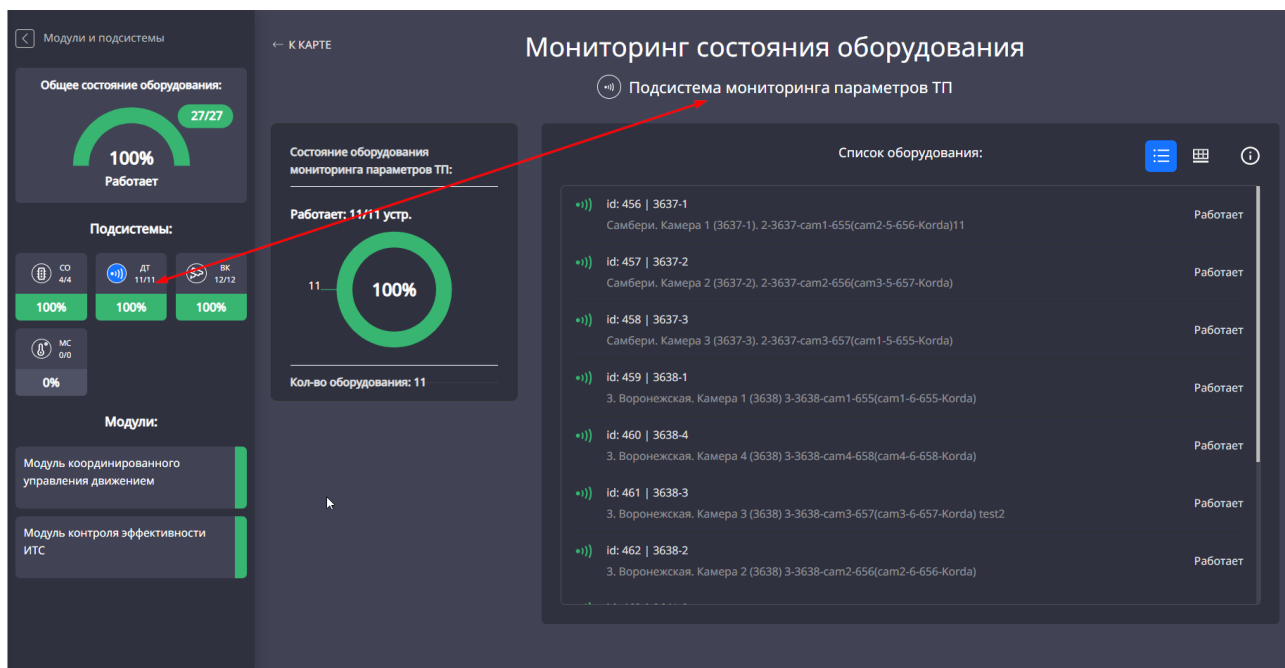 Модули и подсистемы
Общее состояние оборудования:
27/27
100%
Работает
Подсистемы:
СО
4/4
100%
ДТ
11/11
100%
ВК
12/12
100%
МС
0/0
0%
Модули:
Модуль координированного
управления движением
Модуль контроля эффективности
ИТС
← К КАРТЕ
Мониторинг состояния оборудования
Подсистема мониторинга параметров ТП
Состояние оборудования
мониторинга параметров ТП:
Работает: 11/11 устр.
11
100%
Кол-во оборудования: 11
Список оборудования:
id: 456 | 3637-1
Самбери. Камера 1 (3637-1). 2-3637-cam1-655(cam2-5-656-Korda)11
Работает
id: 457 | 3637-2
Самбери. Камера 2 (3637-2). 2-3637-cam2-656(cam3-5-657-Korda)
Работает
id: 458 | 3637-3
Самбери. Камера 3 (3637-3). 2-3637-cam3-657(cam1-5-655-Korda)
Работает
id: 459 | 3638-1
3. Воронежская. Камера 1 (3638) 3-3638-cam1-655(cam1-6-655-Korda)
Работает
id: 460 | 3638-4
3. Воронежская. Камера 4 (3638) 3-3638-cam4-658(cam4-6-658-Korda)
Работает
id: 461 | 3638-3
3. Воронежская. Камера 3 (3638) 3-3638-cam3-657(cam3-6-657-Korda) test2
Работает
id: 462 | 3638-2
3. Воронежская. Камера 2 (3638) 3-3638-cam2-656(cam2-6-656-Korda)
Работает